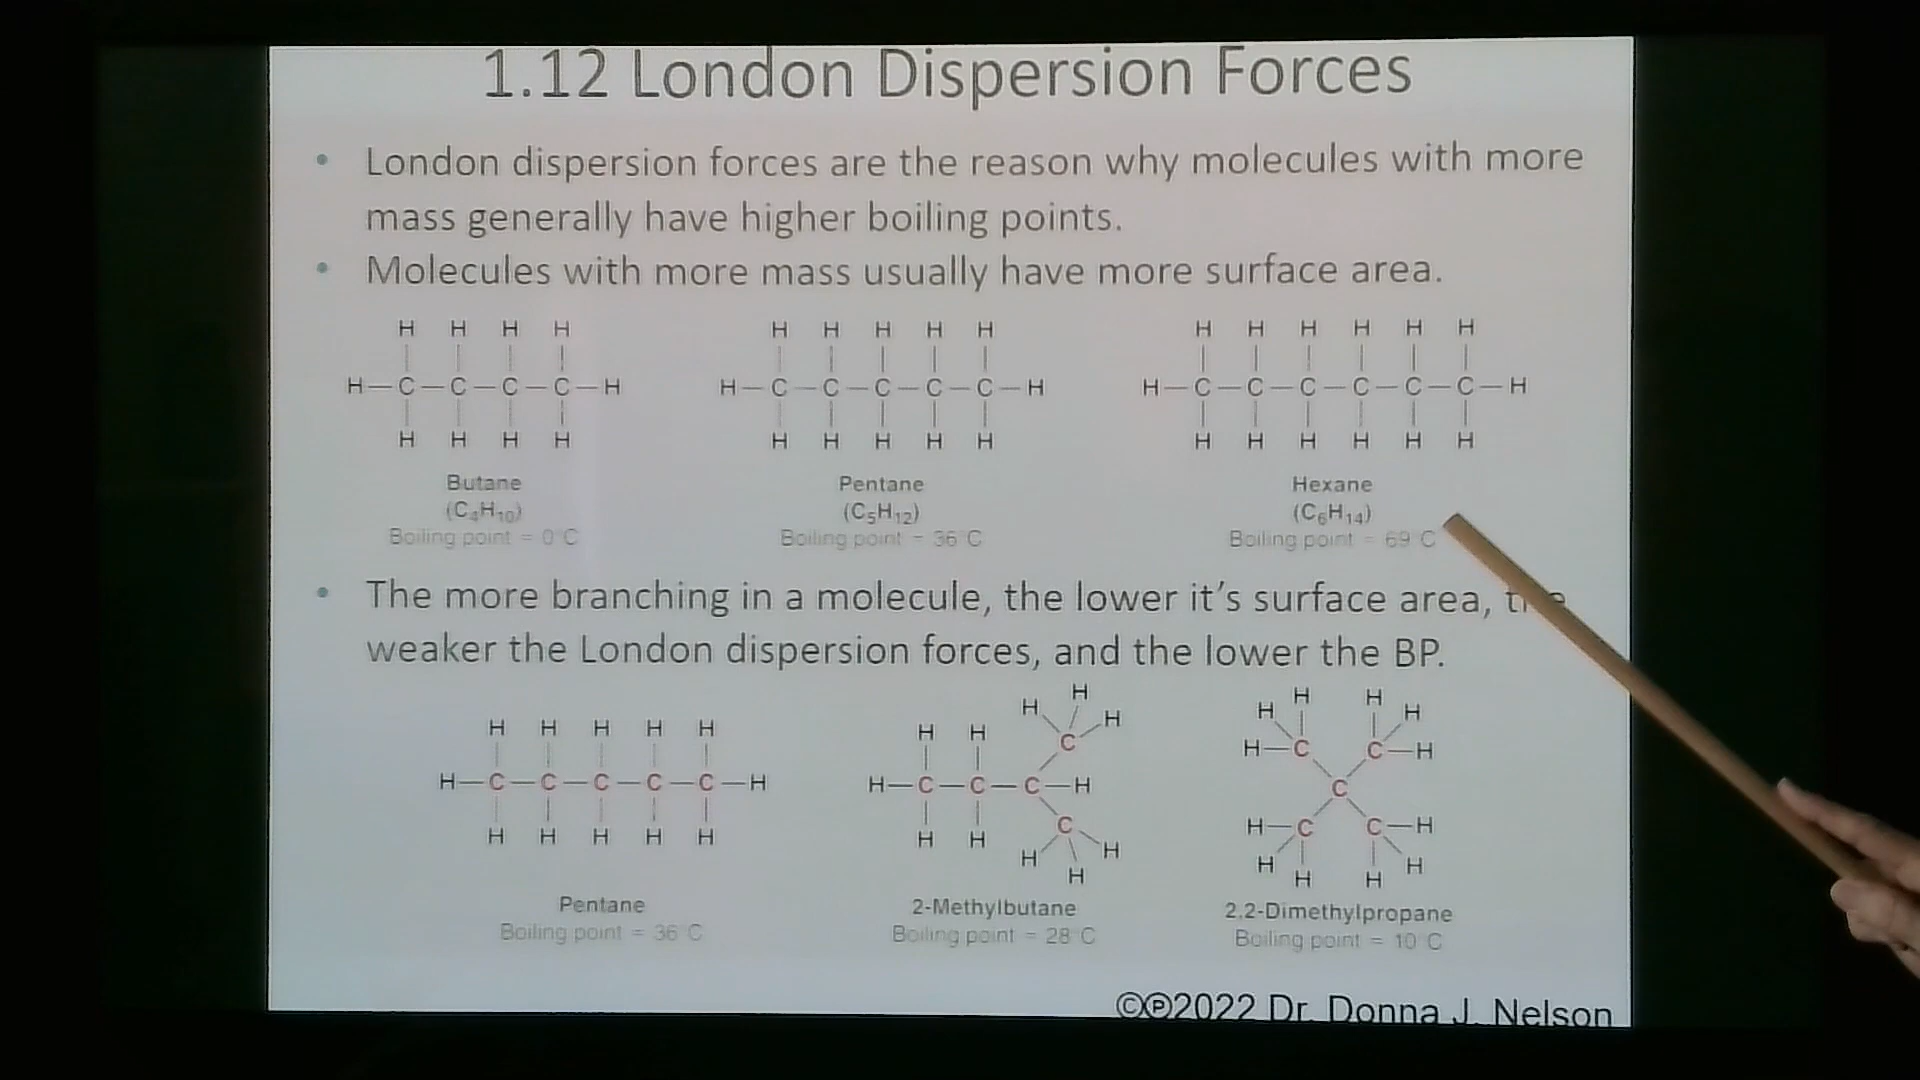 1.12 London Dispersion Forces
• London dispersion forces are the reason why molecules with more
mass generally have higher boiling points.
• Molecules with more mass usually have more surface area.
H H H H
H—C—C—C—C—H
H H H H
Butane
(C₄H₁₀)
Boiling point = 0°C
H H H H H
H—C—C—C—C—C—H
H H H H H
Pentane
(C₅H₁₂)
Boiling point = 36°C
H H H H H H
H—C—C—C—C—C—C—H
H H H H H H
Hexane
(C₆H₁₄)
Boiling point = 69°C
• The more branching in a molecule, the lower it's surface area,
weaker the London dispersion forces, and the lower the BP.
H H H H H
H—C—C—C—C—C—H
H H H H H
Pentane
Boiling point = 36°C
H
H H
H H
C
H—C—C—C—H
C
H H
H H
H
2-Methylbutane
Boiling point = 28°C
H H
H H
H—C C—H
C
H—C C—H
H H
H H
2,2-Dimethylpropane
Boiling point = 10°C
©℗2022 Dr. Donna J. Nelson